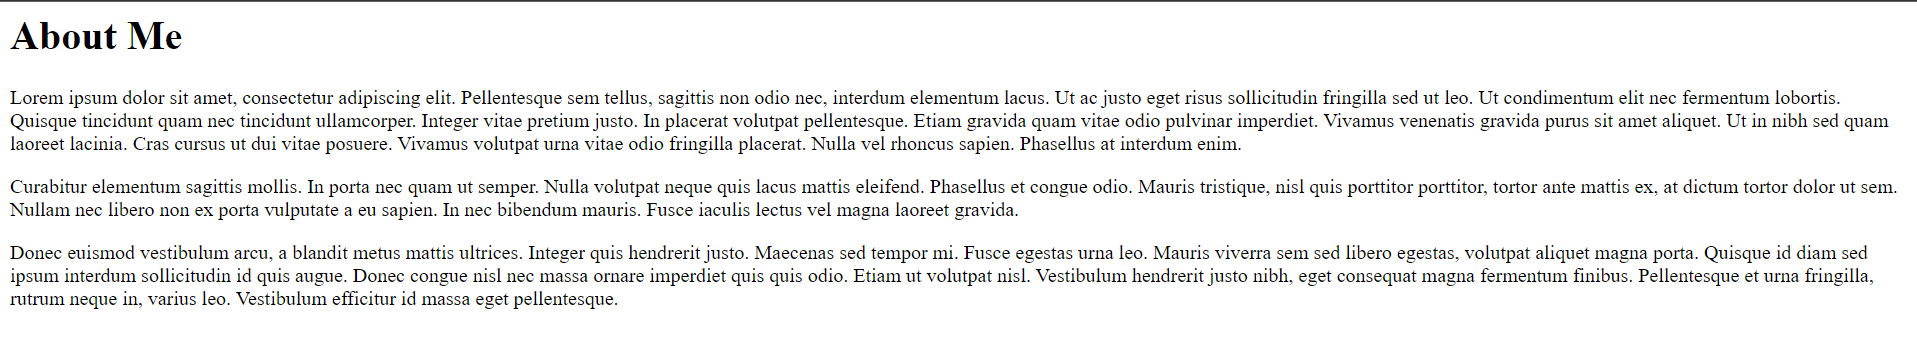 About Me
Lorem ipsum dolor sit amet, consectetur adipiscing elit. Pellentesque sem tellus, sagittis non odio nec, interdum elementum lacus. Ut ac justo eget risus sollicitudin fringilla sed ut leo. Ut condimentum elit nec fermentum lobortis.
Quisque tincidunt quam nec tincidunt ullamcorper. Integer vitae pretium justo. In placerat volutpat pellentesque. Etiam gravida quam vitae odio pulvinar imperdiet. Vivamus venenatis gravida purus sit amet aliquet. Ut in nibh sed quam
laoreet lacinia. Cras cursus ut dui vitae posuere. Vivamus volutpat urna vitae odio fringilla placerat. Nulla vel rhoncus sapien. Phasellus at interdum enim.
Curabitur elementum sagittis mollis. In porta nec quam ut semper. Nulla volutpat neque quis lacus mattis eleifend. Phasellus et congue odio. Mauris tristique, nisl quis porttitor porttitor, tortor ante mattis ex, at dictum tortor dolor ut sem.
Nullam nec libero non ex porta vulputate a eu sapien. In nec bibendum mauris. Fusce iaculis lectus vel magna laoreet gravida.
Donec euismod vestibulum arcu, a blandit metus mattis ultrices. Integer quis hendrerit justo. Maecenas sed tempor mi. Fusce egestas urna leo. Mauris viverra sem sed libero egestas, volutpat aliquet magna porta. Quisque id diam sed
ipsum interdum sollicitudin id quis augue. Donec congue nisl nec massa ornare imperdiet quis quis odio. Etiam ut volutpat nisl. Vestibulum hendrerit justo nibh, eget consequat magna fermentum finibus. Pellentesque et urna fringilla,
rutrum neque in, varius leo. Vestibulum efficitur id massa eget pellentesque.